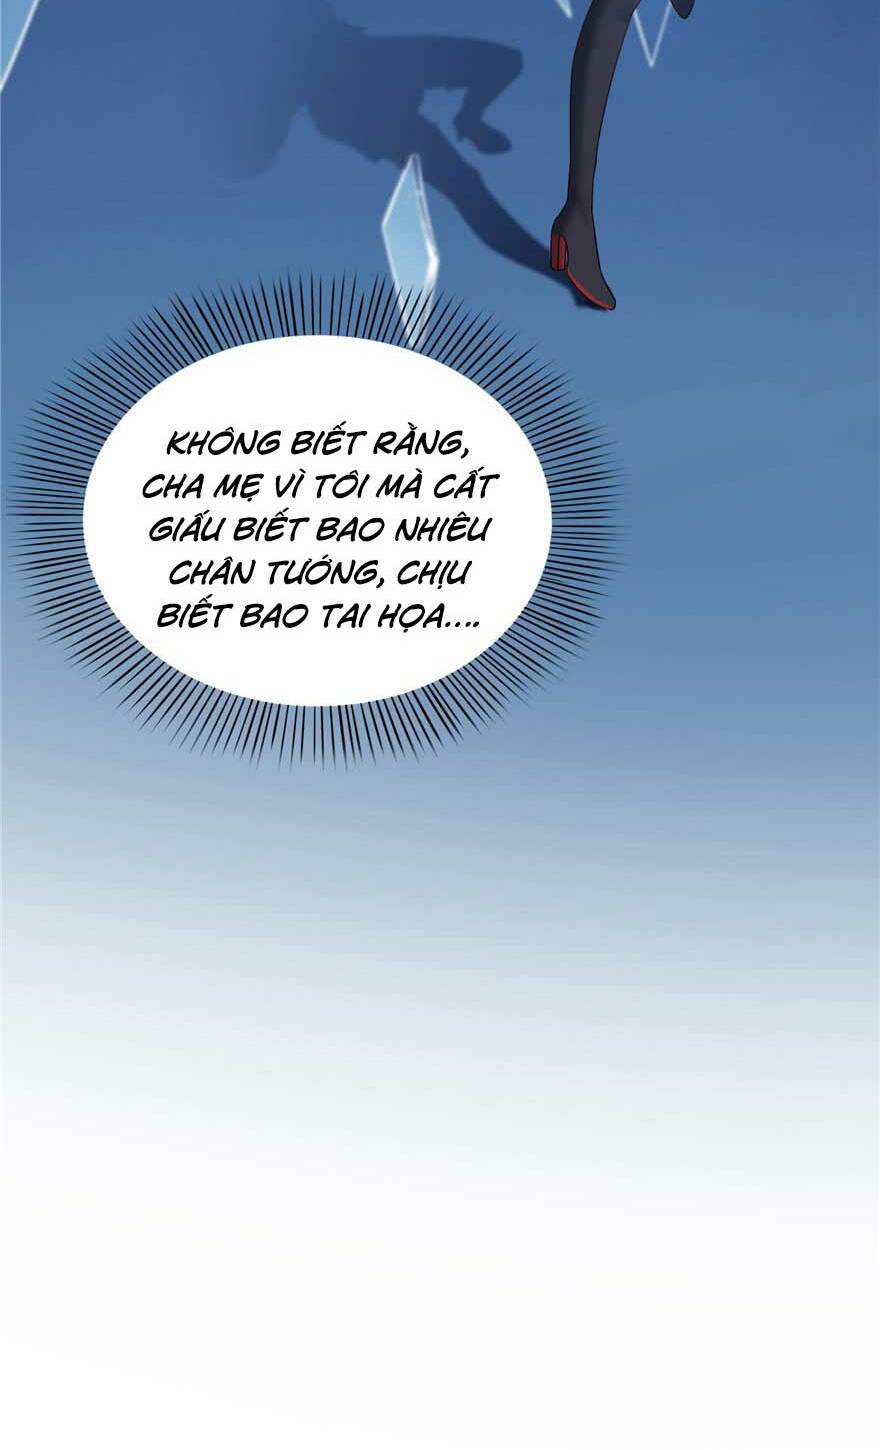 KHÔNG BIẾT RẰNG,
CHA MẸ VÌ TÔI MÀ CẤT
GIẤU BIẾT BAO NHIÊU
CHÂN TƯỚNG, CHỊU
BIẾT BAO TAI HỌA....